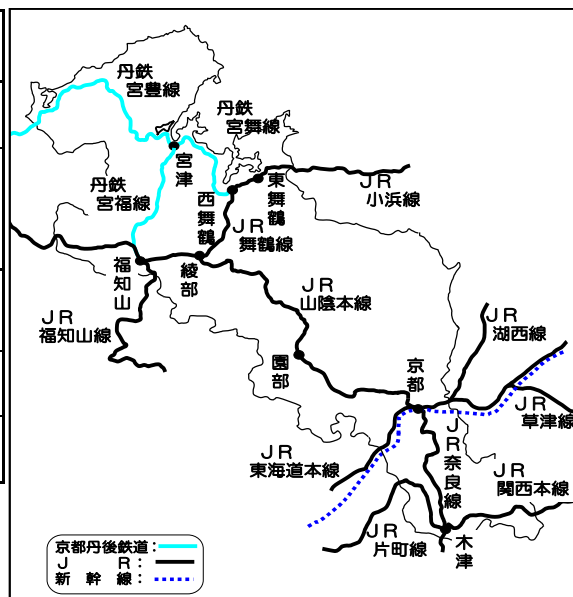 丹鉄
宮豊線
丹鉄
宮舞線
宮津
丹鉄
宮福線
西舞鶴
東舞鶴
JR
小浜線
JR
舞鶴線
福知山
綾部
JR
山陰本線
JR
福知山線
園部
京都
JR
湖西線
JR
草津線
JR
東海道本線
JR奈良線
JR
関西本線
JR
片町線
木津
京都丹後鉄道：
J R：
新幹線：